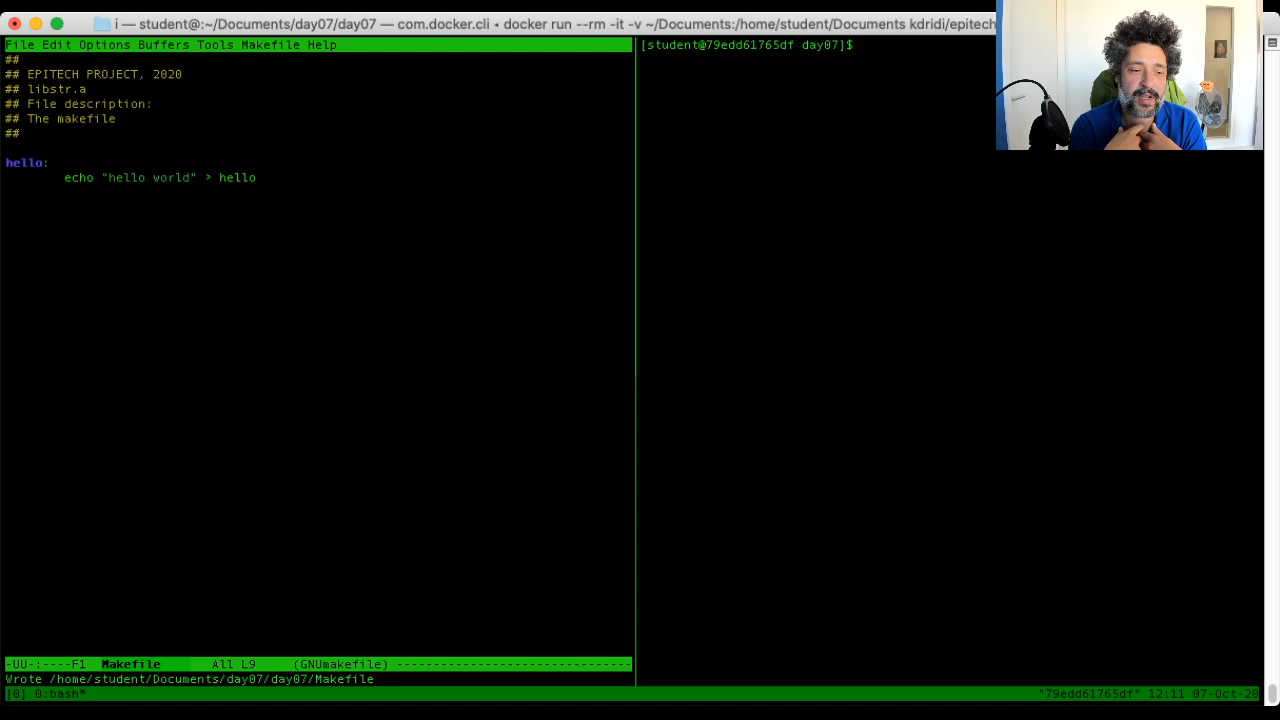 i — student@:~/Documents/day07/day07 — com.docker.cli ◂ docker run --rm -it -v ~/Documents:/home/student/Documents kdridi/epitech
File Edit Options Buffers Tools Makefile Help
##
## EPITECH PROJECT, 2020
## libstr.a
## File description:
## The makefile
##
hello:
echo "hello world" > hello
-UU-:----F1  Makefile       All L9     (GNUmakefile) --------------------------------
Wrote /home/student/Documents/day07/day07/Makefile
[student@79edd61765df day07]$
[0] 0:bash*
"79edd61765df" 12:11 07-Oct-20